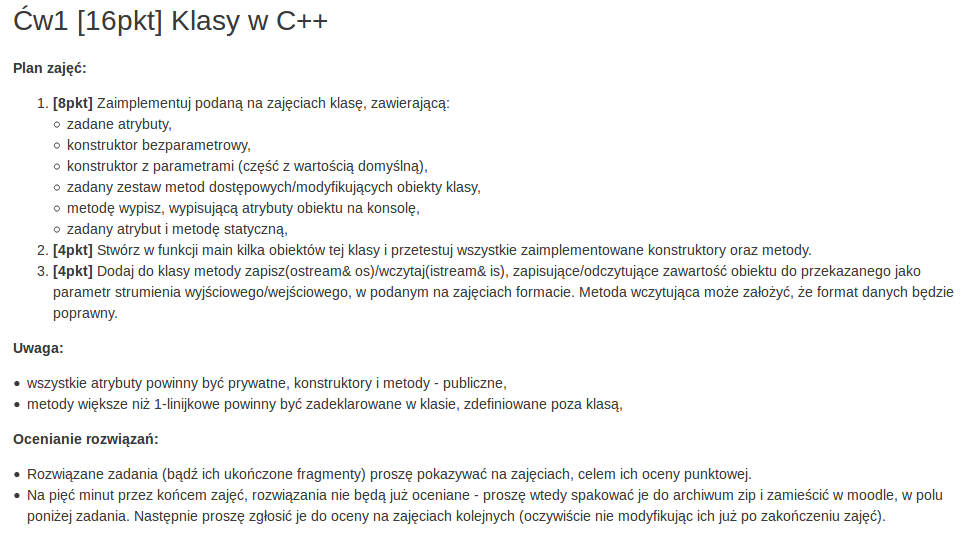 Ćw1 [16pkt] Klasy w C++
Plan zajęć:
1. [8pkt] Zaimplementuj podaną na zajęciach klasę, zawierającą:
○ zadane atrybuty,
○ konstruktor bezparametrowy,
○ konstruktor z parametrami (część z wartością domyślną),
○ zadany zestaw metod dostępowych/modyfikujących obiekty klasy,
○ metodę wypisz, wypisującą atrybuty obiektu na konsolę,
○ zadany atrybut i metodę statyczną,
2. [4pkt] Stwórz w funkcji main kilka obiektów tej klasy i przetestuj wszystkie zaimplementowane konstruktory oraz metody.
3. [4pkt] Dodaj do klasy metody zapisz(ostream& os)/wczytaj(istream& is), zapisujące/odczytujące zawartość obiektu do przekazanego jako
parametr strumienia wyjściowego/wejściowego, w podanym na zajęciach formacie. Metoda wczytująca może założyć, że format danych będzie
poprawny.
Uwaga:
• wszystkie atrybuty powinny być prywatne, konstruktory i metody - publiczne,
• metody większe niż 1-linijkowe powinny być zadeklarowane w klasie, zdefiniowane poza klasą,
Ocenianie rozwiązań:
• Rozwiązane zadania (bądź ich ukończone fragmenty) proszę pokazywać na zajęciach, celem ich oceny punktowej.
• Na pięć minut przez końcem zajęć, rozwiązania nie będą już oceniane - proszę wtedy spakować je do archiwum zip i zamieścić w moodle, w polu
poniżej zadania. Następnie proszę zgłosić je do oceny na zajęciach kolejnych (oczywiście nie modyfikując ich już po zakończeniu zajęć).